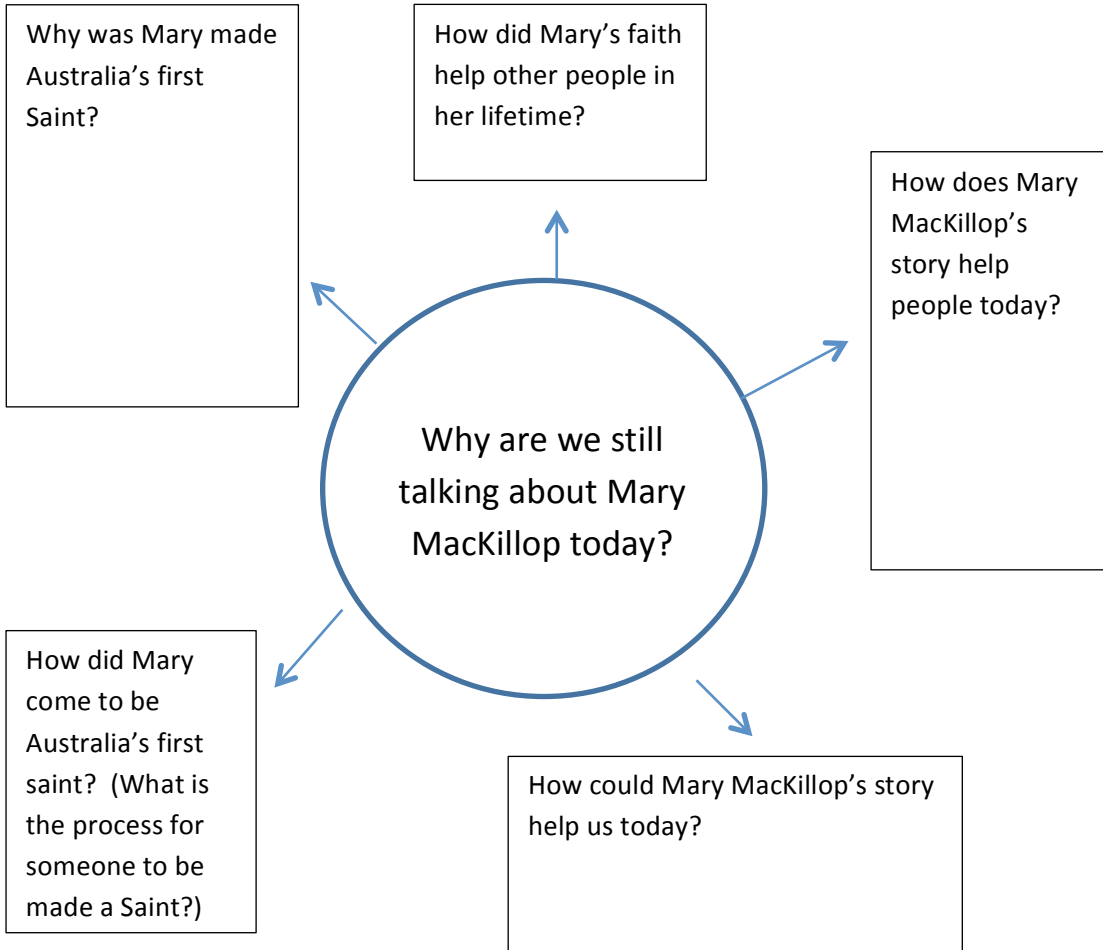 Why was Mary made
Australia’s first
Saint?
How did Mary’s faith
help other people in
her lifetime?
How does Mary
MacKillop’s
story help
people today?
Why are we still
talking about Mary
MacKillop today?
How did Mary
come to be
Australia’s first
saint?  (What is
the process for
someone to be
made a Saint?)
How could Mary MacKillop’s story
help us today?